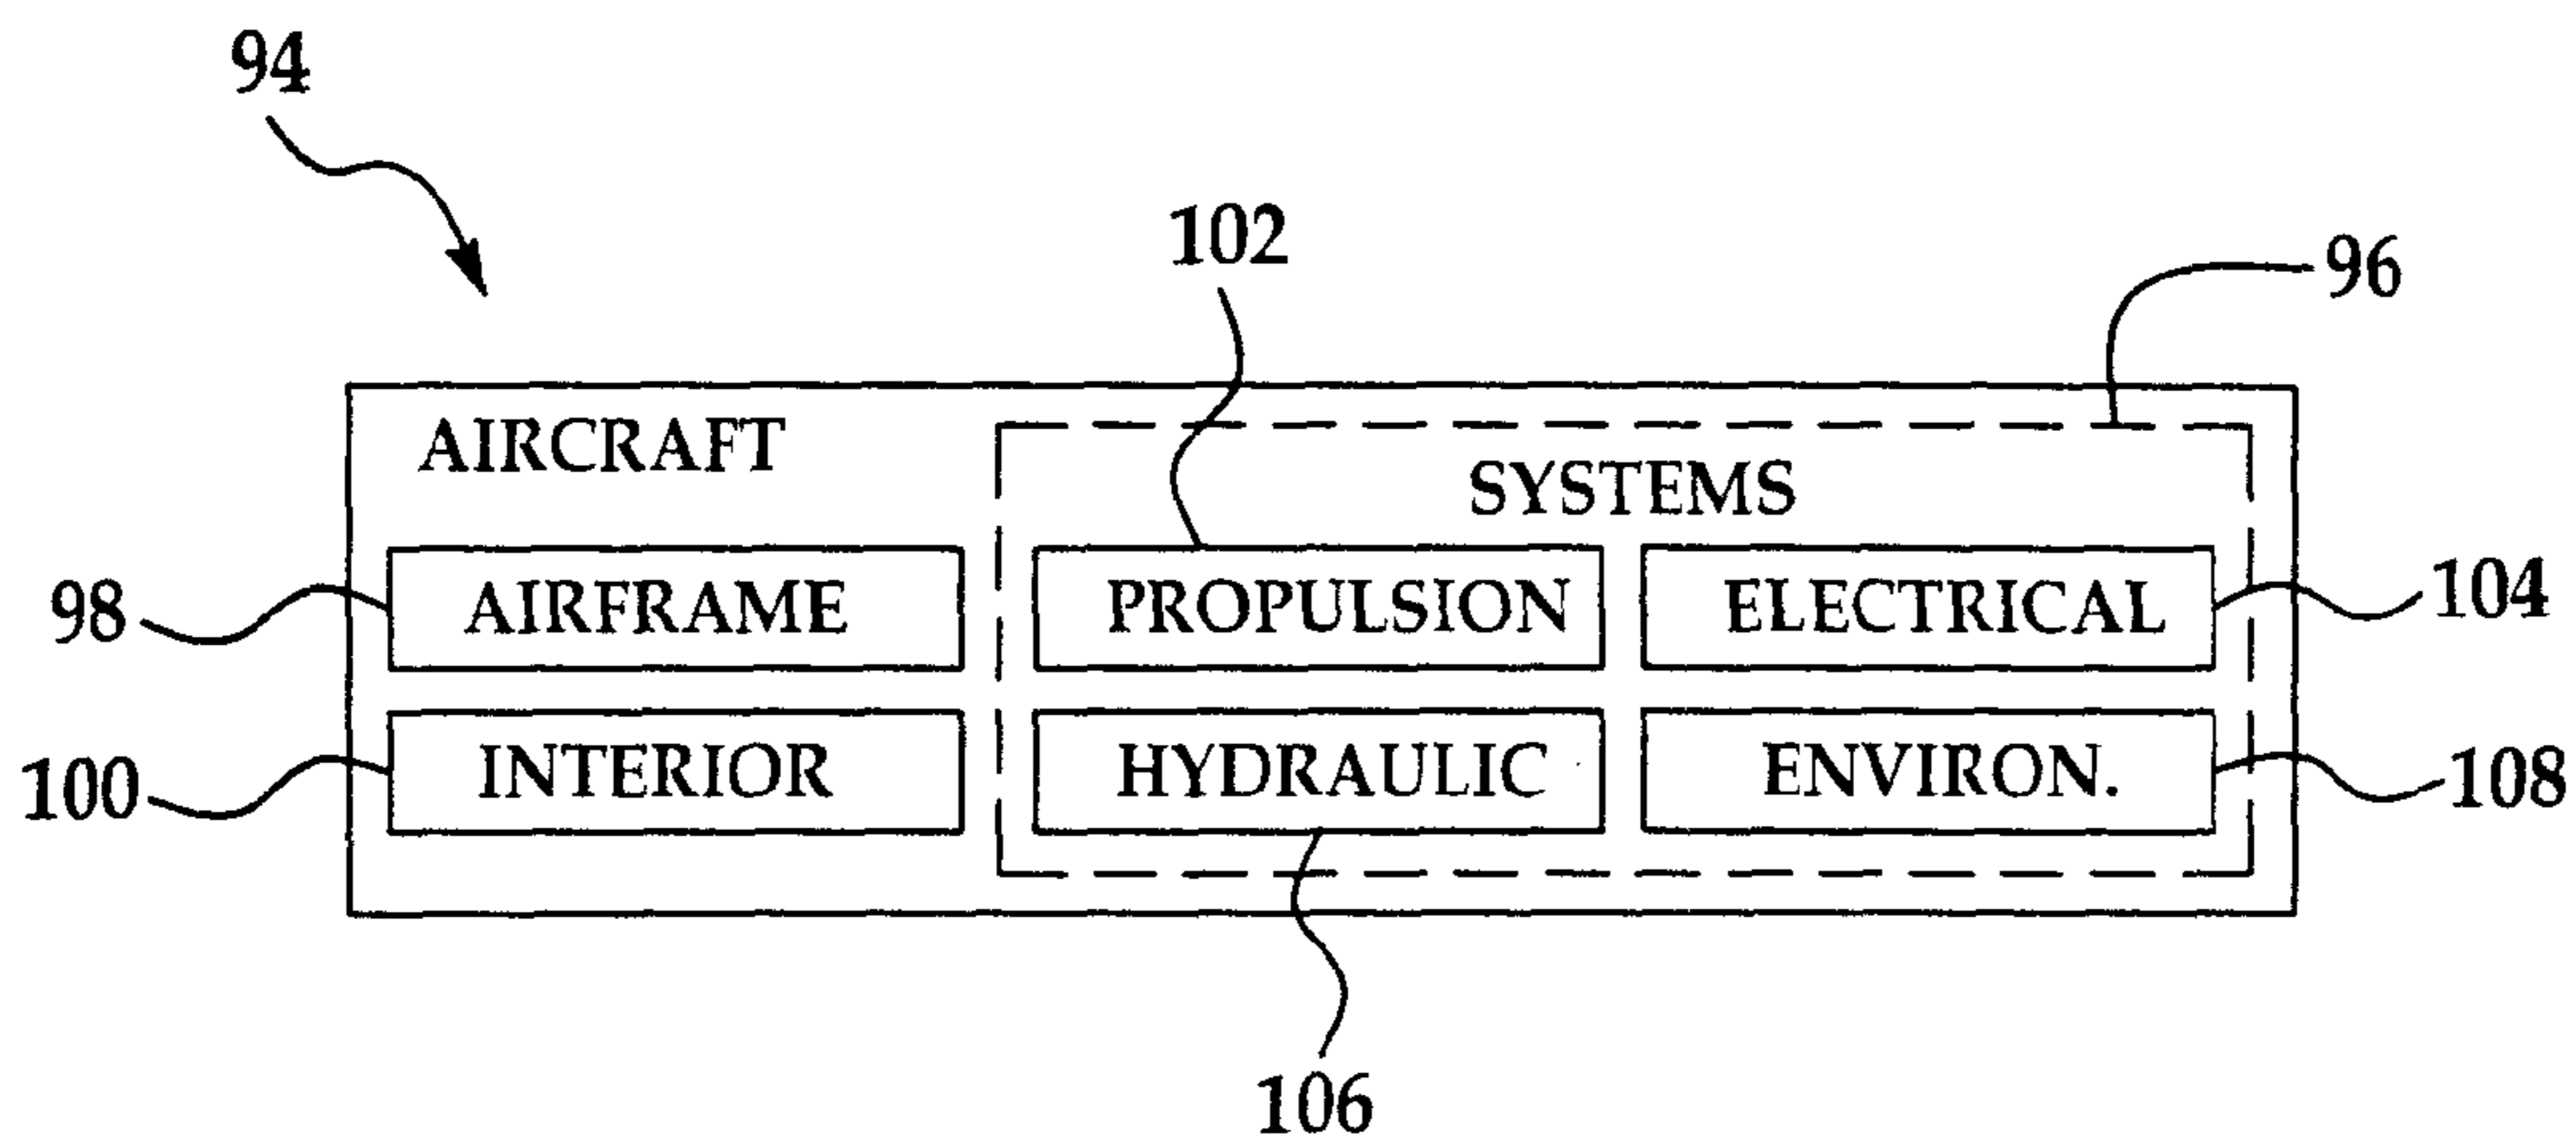 94
102
96
AIRCRAFT
SYSTEMS
98 AIRFRAME PROPULSION ELECTRICAL 104
100 INTERIOR HYDRAULIC ENVIRON. 108
106